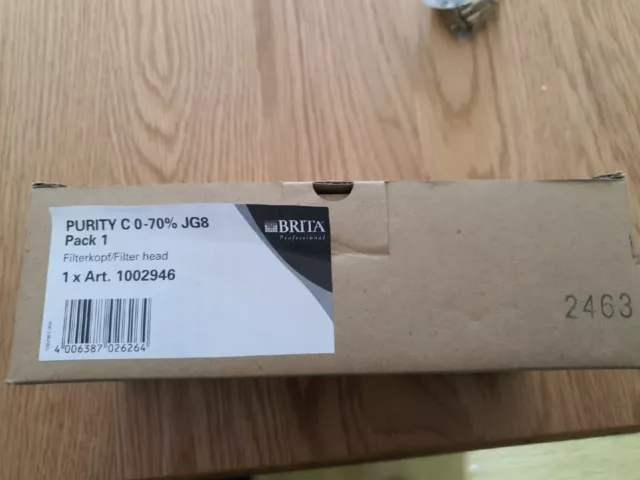 PURITY C 0-70% JG8
Pack 1
Filterkopf/Filter head
1 x Art. 1002946
4 006387 026264
BRITA
Professional
2463